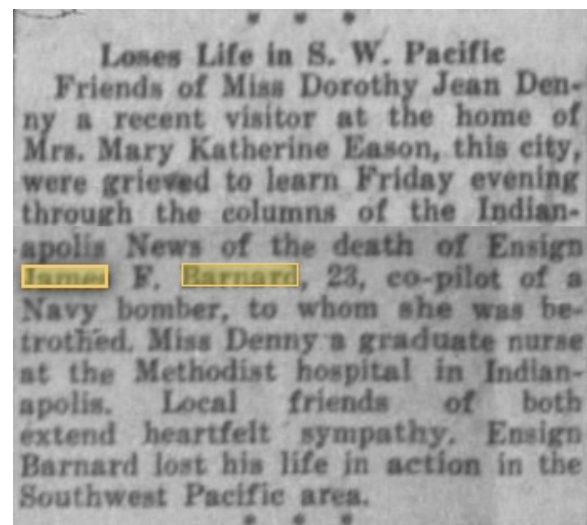 Loses Life in S. W. Pacific
Friends of Miss Dorothy Jean Den-
ny a recent visitor at the home of
Mrs. Mary Katherine Eason, this city,
were grieved to learn Friday evening
through the columns of the Indian-
apolis News of the death of Ensign
James F. Barnard, 23, co-pilot of a
Navy bomber, to whom she was be-
trothed. Miss Denny a graduate nurse
at the Methodist hospital in Indian-
apolis. Local friends of both
extend heartfelt sympathy. Ensign
Barnard lost his life in action in the
Southwest Pacific area.